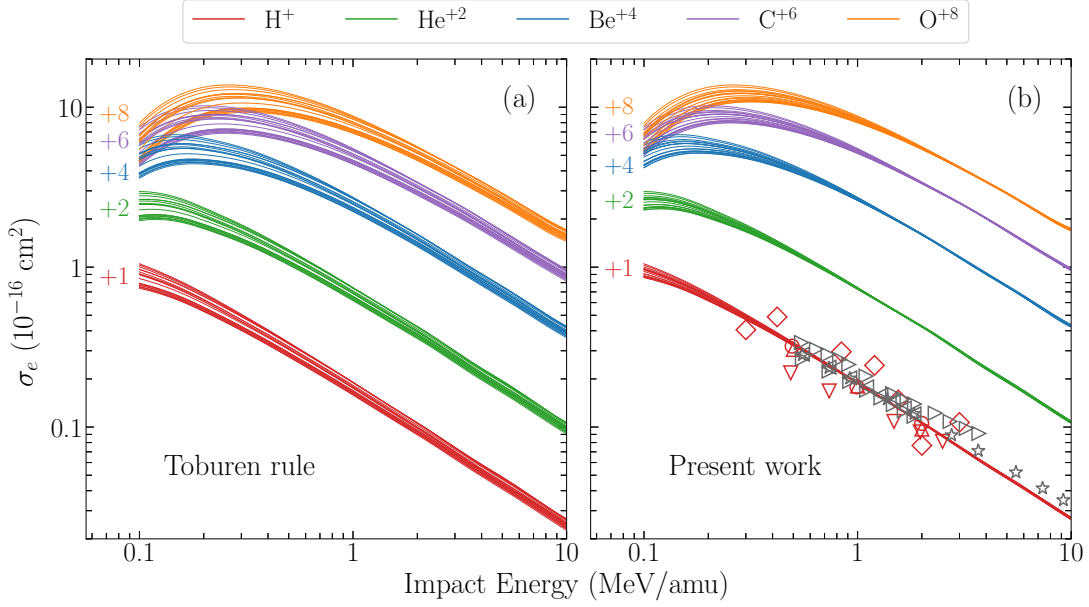 H⁺ He⁺² Be⁺⁴ C⁺⁶ O⁺⁸
(a) (b)
10
1
0.1
σₑ (10⁻¹⁶ cm²)
+8
+6
+4
+2
+1
Toburen rule
+8
+6
+4
+2
+1
Present work
0.1 1 10 0.1 1 10
Impact Energy (MeV/amu)